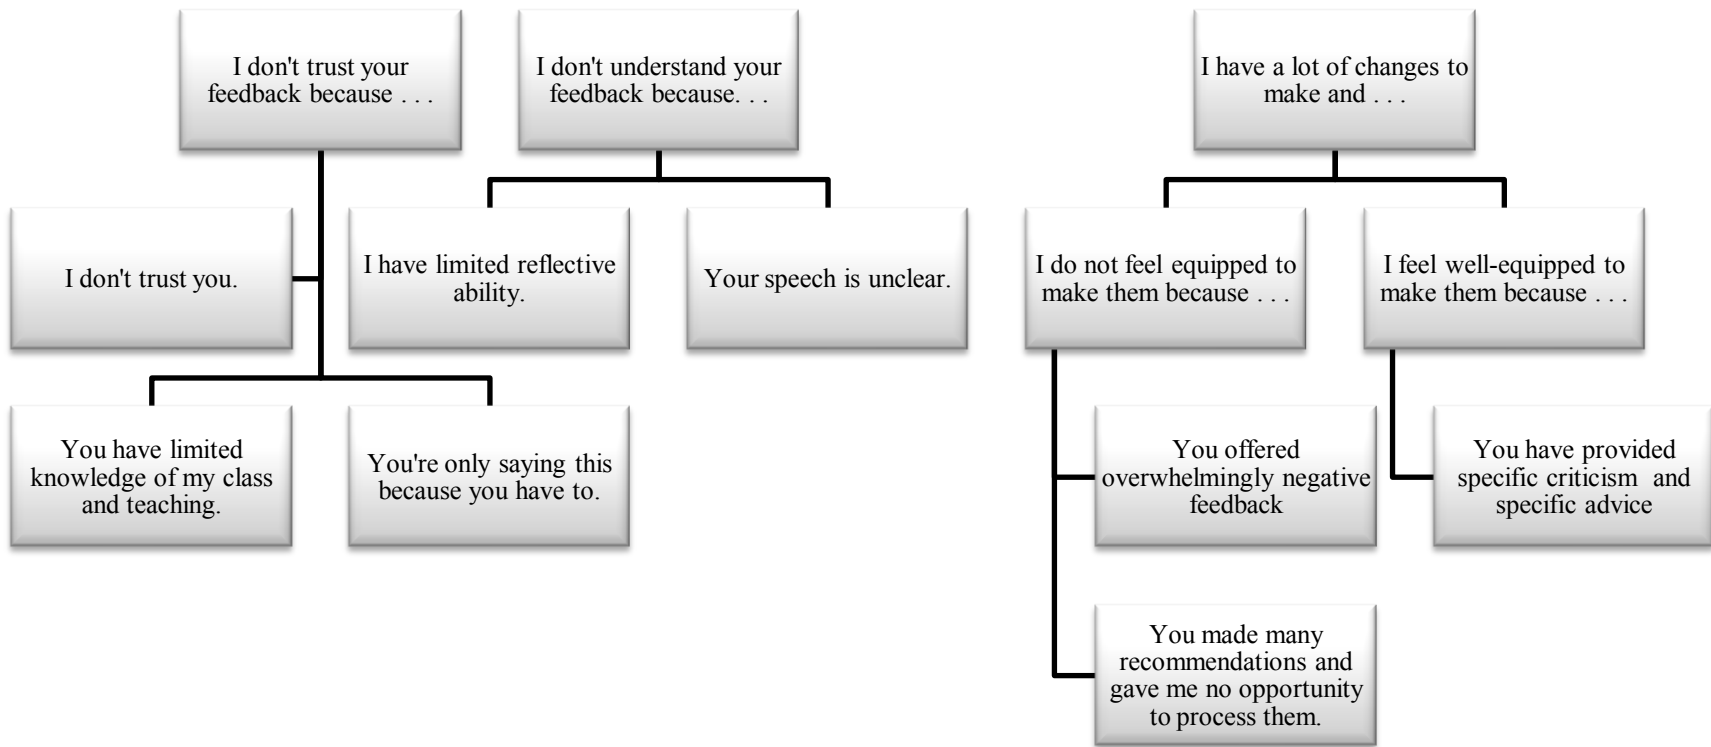 I don't trust your
feedback because . . .
I don't understand your
feedback because. . .
I have a lot of changes to
make and . . .
I don't trust you.
I have limited reflective
ability.
Your speech is unclear.
I do not feel equipped to
make them because . . .
I feel well-equipped to
make them because . . .
You have limited
knowledge of my class
and teaching.
You're only saying this
because you have to.
You offered
overwhelmingly negative
feedback
You have provided
specific criticism  and
specific advice
You made many
recommendations and
gave me no opportunity
to process them.